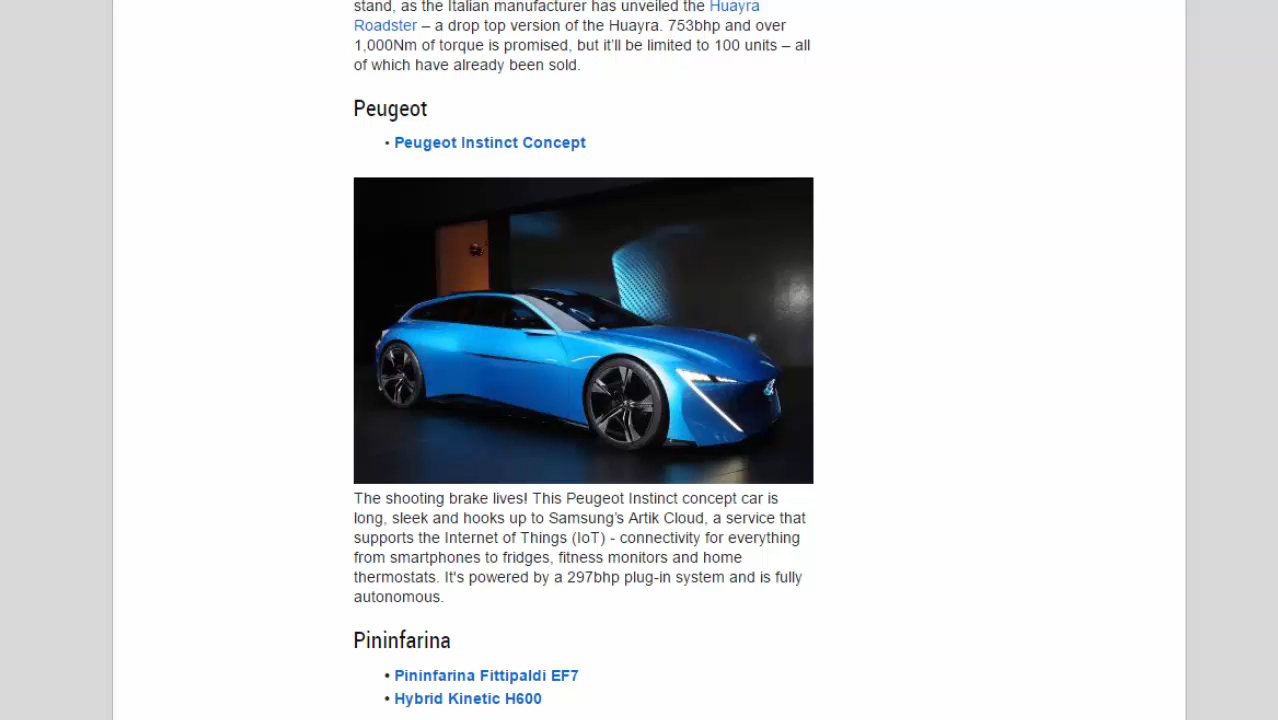 stand, as the Italian manufacturer has unveiled the Huayra
Roadster – a drop top version of the Huayra. 753bhp and over
1,000Nm of torque is promised, but it'll be limited to 100 units – all
of which have already been sold.
Peugeot
• Peugeot Instinct Concept
The shooting brake lives! This Peugeot Instinct concept car is
long, sleek and hooks up to Samsung's Artik Cloud, a service that
supports the Internet of Things (IoT) - connectivity for everything
from smartphones to fridges, fitness monitors and home
thermostats. It's powered by a 297bhp plug-in system and is fully
autonomous.
Pininfarina
• Pininfarina Fittipaldi EF7
• Hybrid Kinetic H600